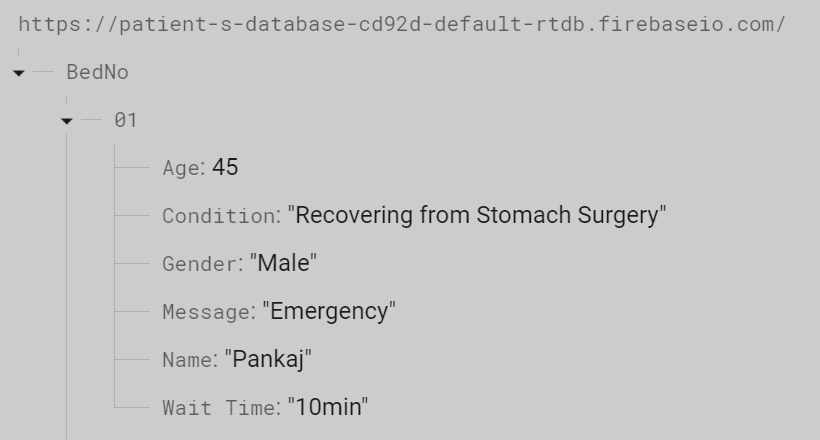 https://patient-s-database-cd92d-default-rtdb.firebaseio.com/
BedNo
01
Age: 45
Condition: "Recovering from Stomach Surgery"
Gender: "Male"
Message: "Emergency"
Name: "Pankaj"
Wait Time: "10min"